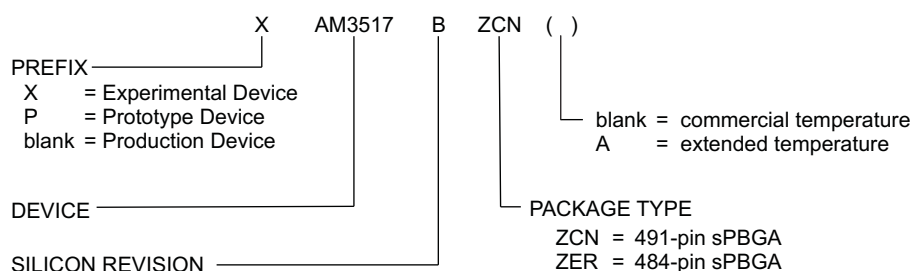 X AM3517 B ZCN ( )
PREFIX
X = Experimental Device
P = Prototype Device
blank = Production Device
blank = commercial temperature
A = extended temperature
DEVICE
PACKAGE TYPE
ZCN = 491-pin sPBGA
ZER = 484-pin sPBGA
SILICON REVISION